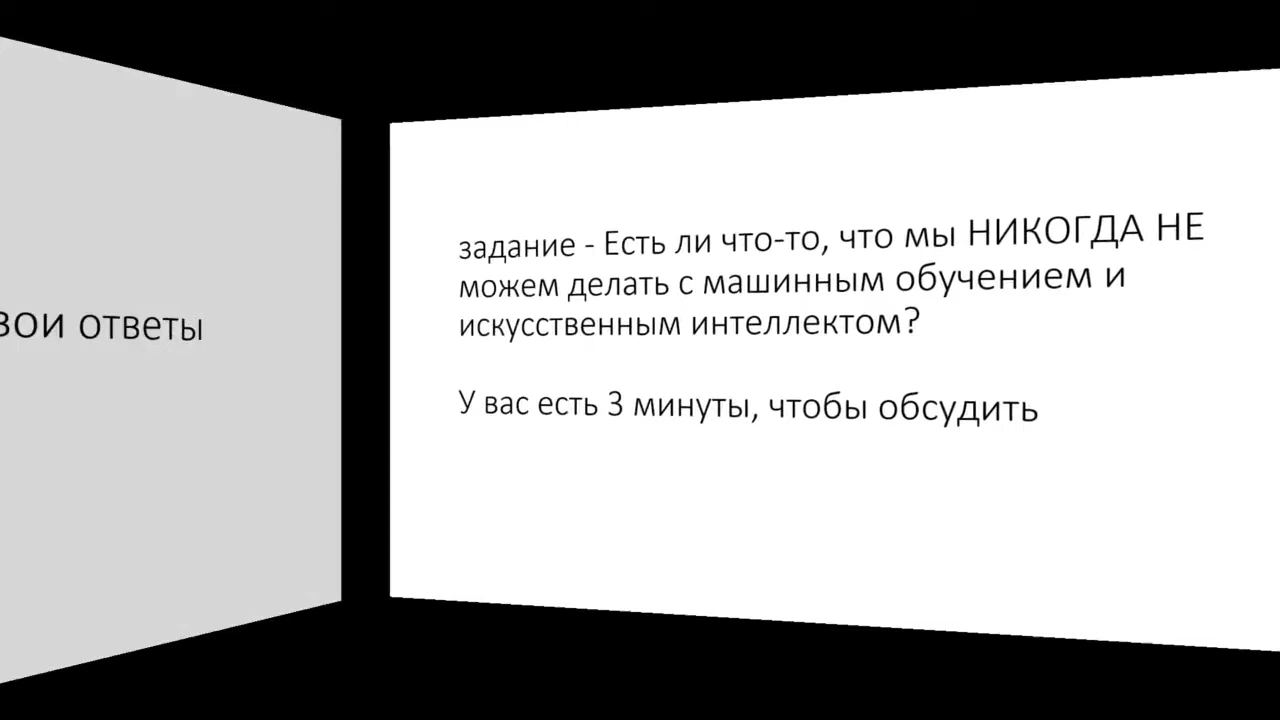 ответы
задание - Есть ли что-то, что мы НИКОГДА НЕ
можем делать с машинным обучением и
искусственным интеллектом?
У вас есть 3 минуты, чтобы обсудить